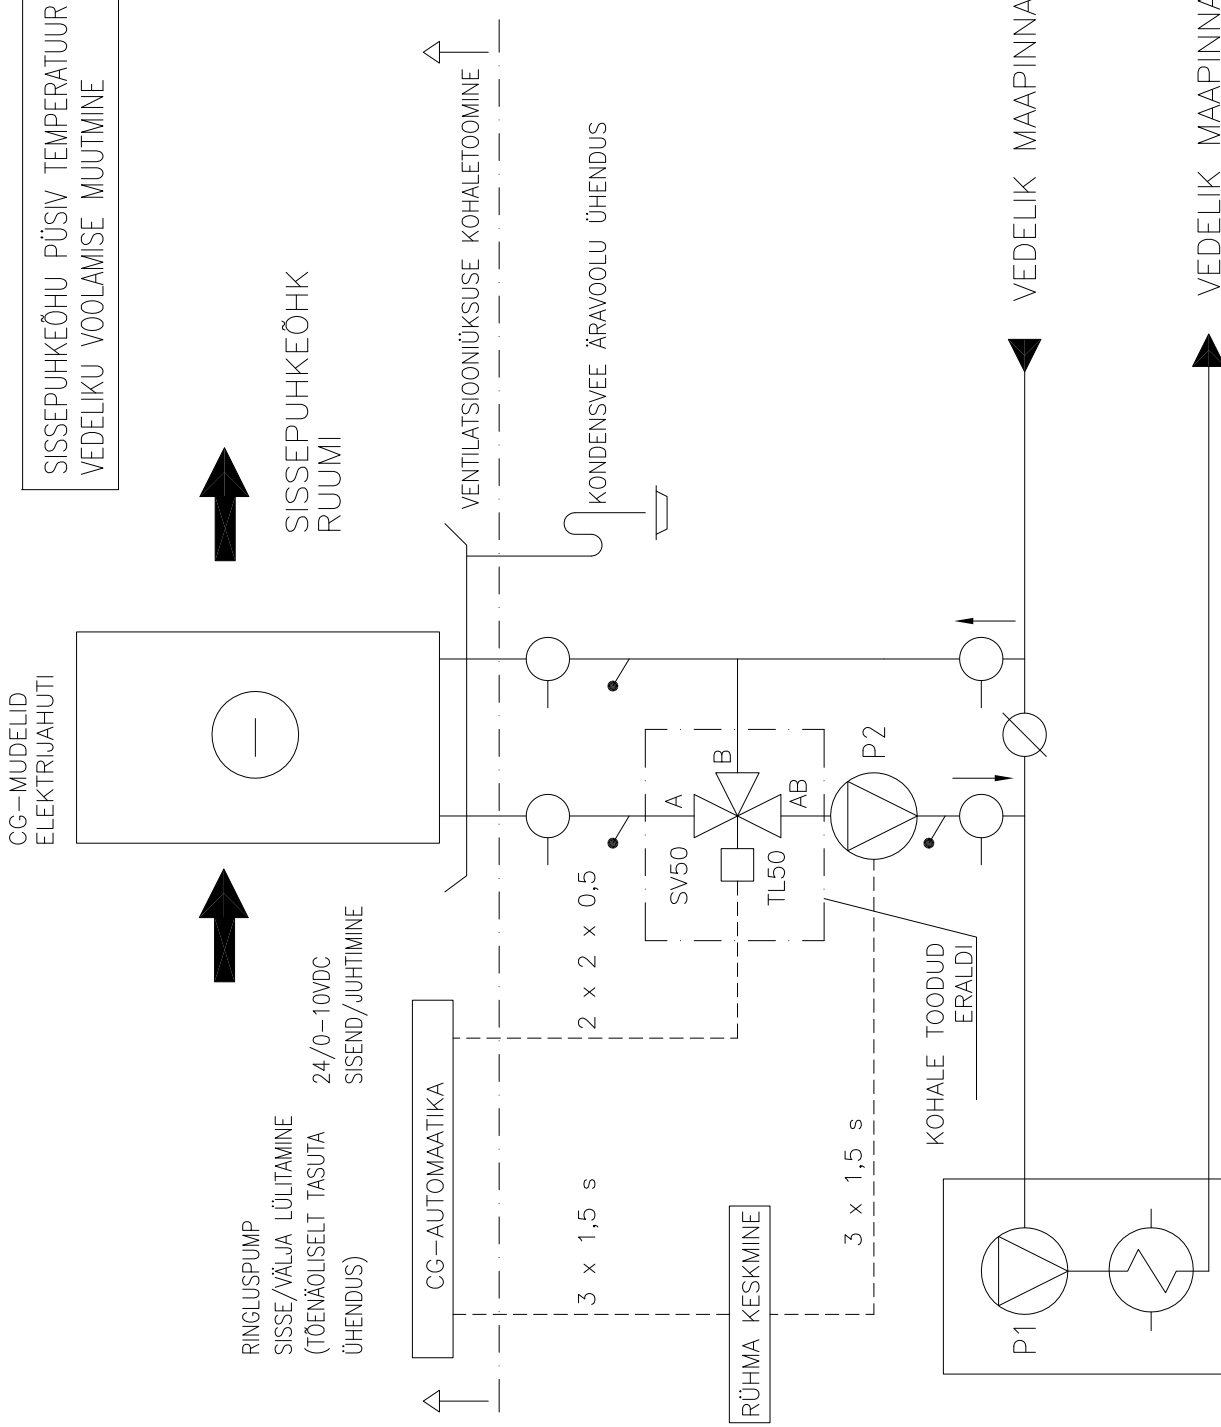 SISSEPUHKEÕHU PÜSIV TEMPERATUUR
VEDELIKU VOOLAMISE MUUTMINE
CG-MUDELID
ELEKTRIJAHUTI
SISSEPUHKEÕHK
RUUMI
VENTILATSIOONIÜKSUSE KOHALETOOMINE
KONDENSVEE ÄRAVOOLU ÜHENDUS
RINGLUSPUMP
SISSE/VÄLJA LÜLITAMINE
(TÕENÄOLISELT TASUTA
ÜHENDUS)
24/0-10VDC
SISEND/JUHTIMINE
CG-AUTOMAATIKA
3 x 1,5 s
2 x 2 x 0,5
SV50
A
B
TL50
AB
P2
RÜHMA KESKMINE
3 x 1,5 s
KOHALE TOODUD
ERALDI
P1
VEDELIK MAAPINNA
VEDELIK MAAPINNA